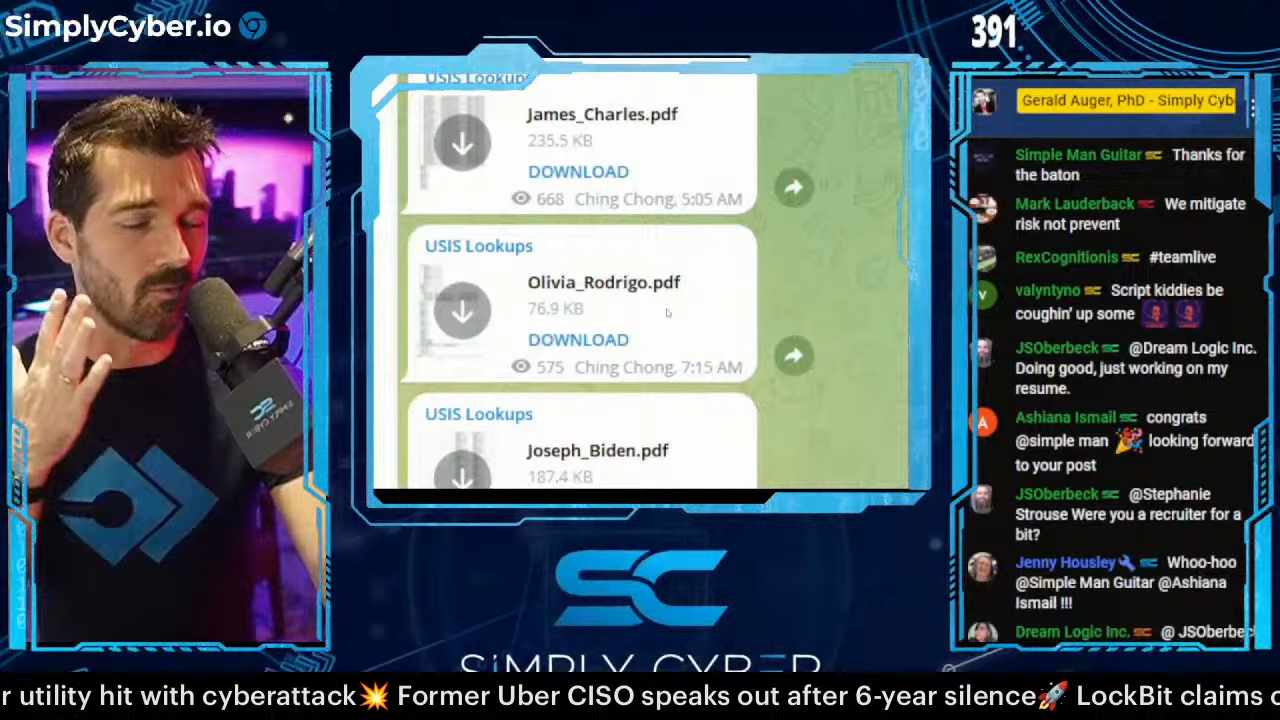 SimplyCyber.io
391
USIS Lookups
James_Charles.pdf
235.5 KB
DOWNLOAD
668 Ching Chong, 5:05 AM
USIS Lookups
Olivia_Rodrigo.pdf
76.9 KB
DOWNLOAD
575 Ching Chong, 7:15 AM
USIS Lookups
Joseph_Biden.pdf
187.4 KB
Gerald Auger, PhD - Simply Cyb
Simple Man Guitar Thanks for
the baton
Mark Lauderback We mitigate
risk not prevent
RexCognitionis #teamlive
valyntyno Script kiddies be
coughin' up some
JSOberbeck @Dream Logic Inc.
Doing good, just working on my
resume.
Ashiana Ismail congrats
@simple man 🎉 looking forward
to your post
JSOberbeck @Stephanie
Strouse Were you a recruiter for a
bit?
Jenny Housley Whoo-hoo
@Simple Man Guitar @Ashiana
Ismail !!!
Dream Logic Inc. @ JSOberbec
SC
SIMPLY CYBER
r utility hit with cyberattack💥 Former Uber CISO speaks out after 6-year silence🚀 LockBit claims